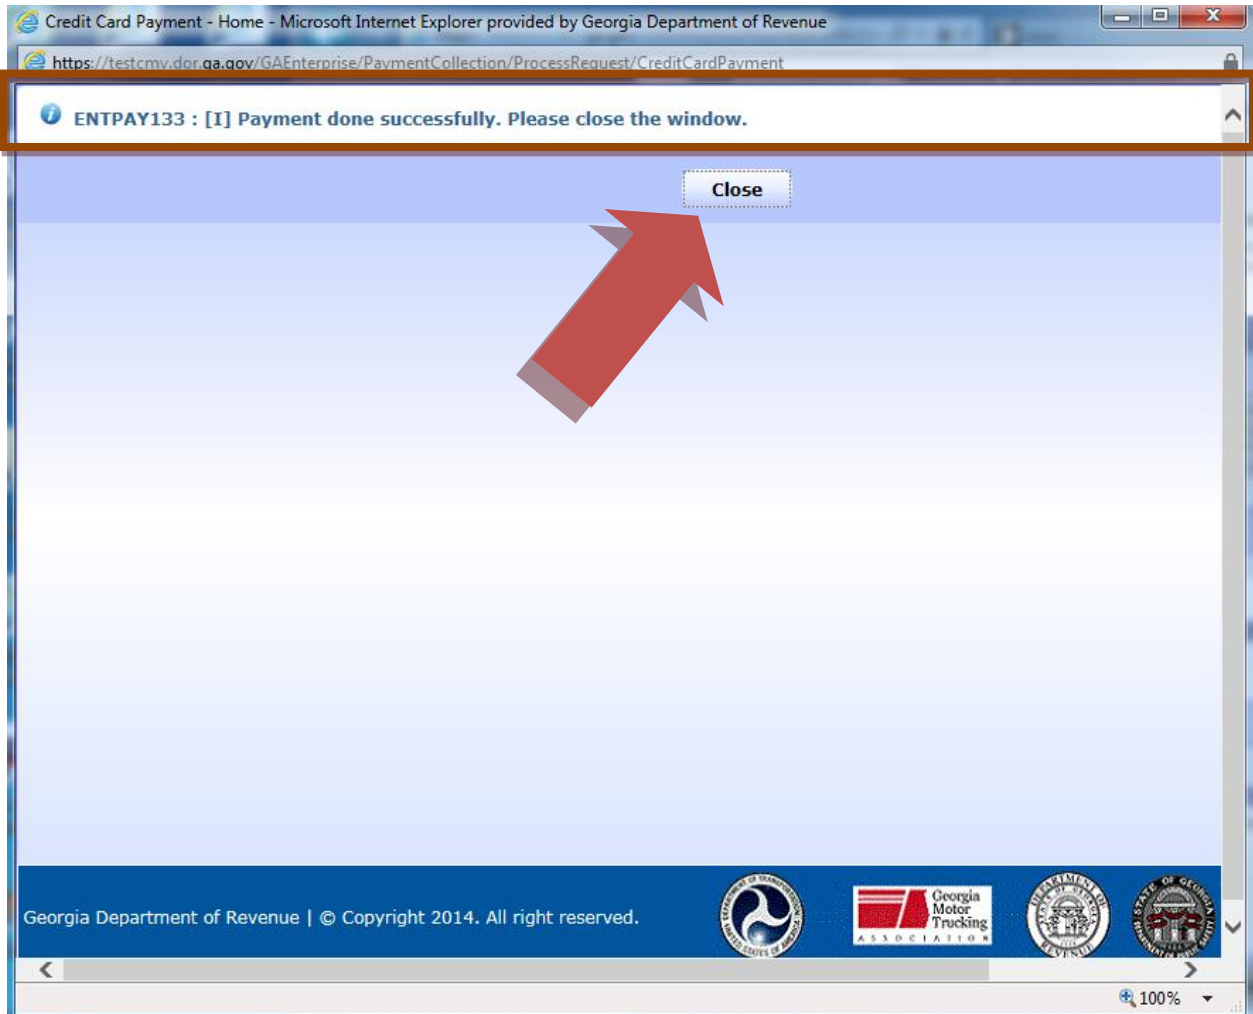 Credit Card Payment - Home - Microsoft Internet Explorer provided by Georgia Department of Revenue
https://testcmv.dor.ga.gov/GAEnterprise/PaymentCollection/ProcessRequest/CreditCardPayment
ENTPAY133 : [I] Payment done successfully. Please close the window.
Close
Georgia Department of Revenue | © Copyright 2014. All right reserved.
Georgia
Motor
Trucking
ASSOCIATION
100%